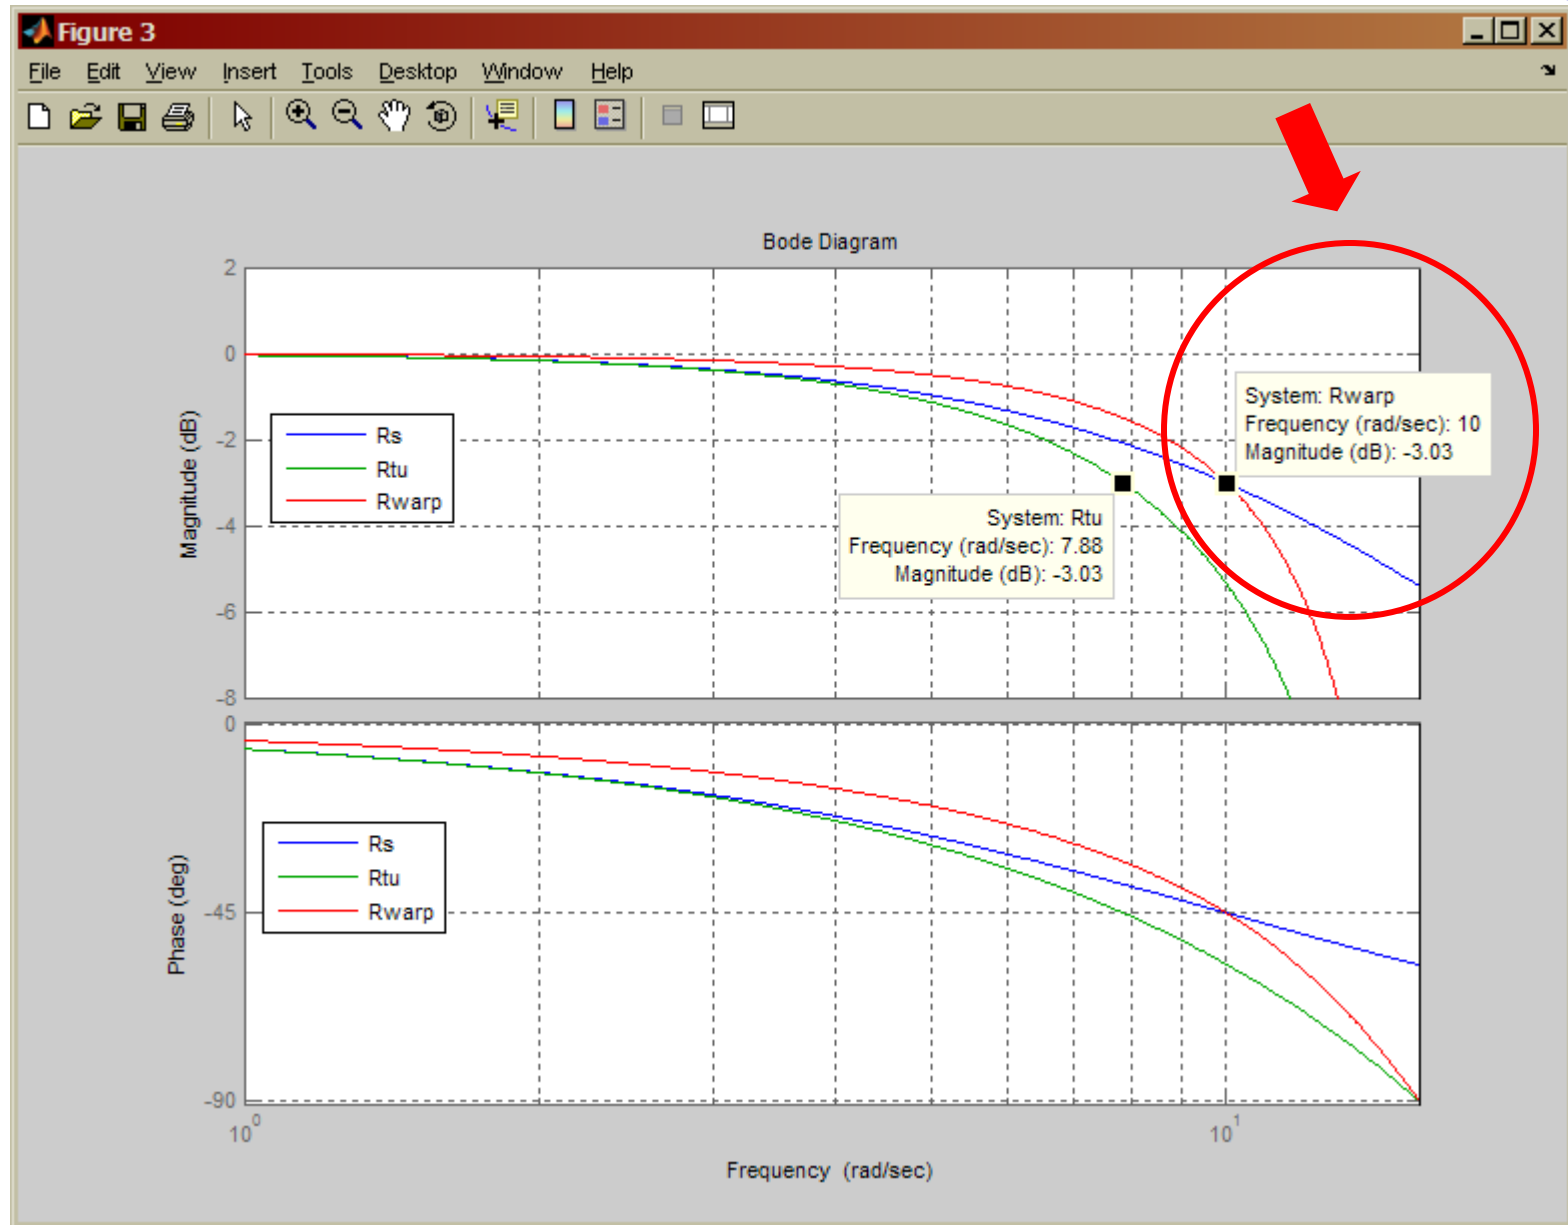 Figure 3
File Edit View Insert Tools Desktop Window Help
Bode Diagram
Magnitude (dB)
2
0
-2
-4
-6
-8
Rs
Rtu
Rwarp
System: Rwarp
Frequency (rad/sec): 10
Magnitude (dB): -3.03
System: Rtu
Frequency (rad/sec): 7.88
Magnitude (dB): -3.03
Phase (deg)
0
-45
-90
Rs
Rtu
Rwarp
10^0
10^1
Frequency (rad/sec)